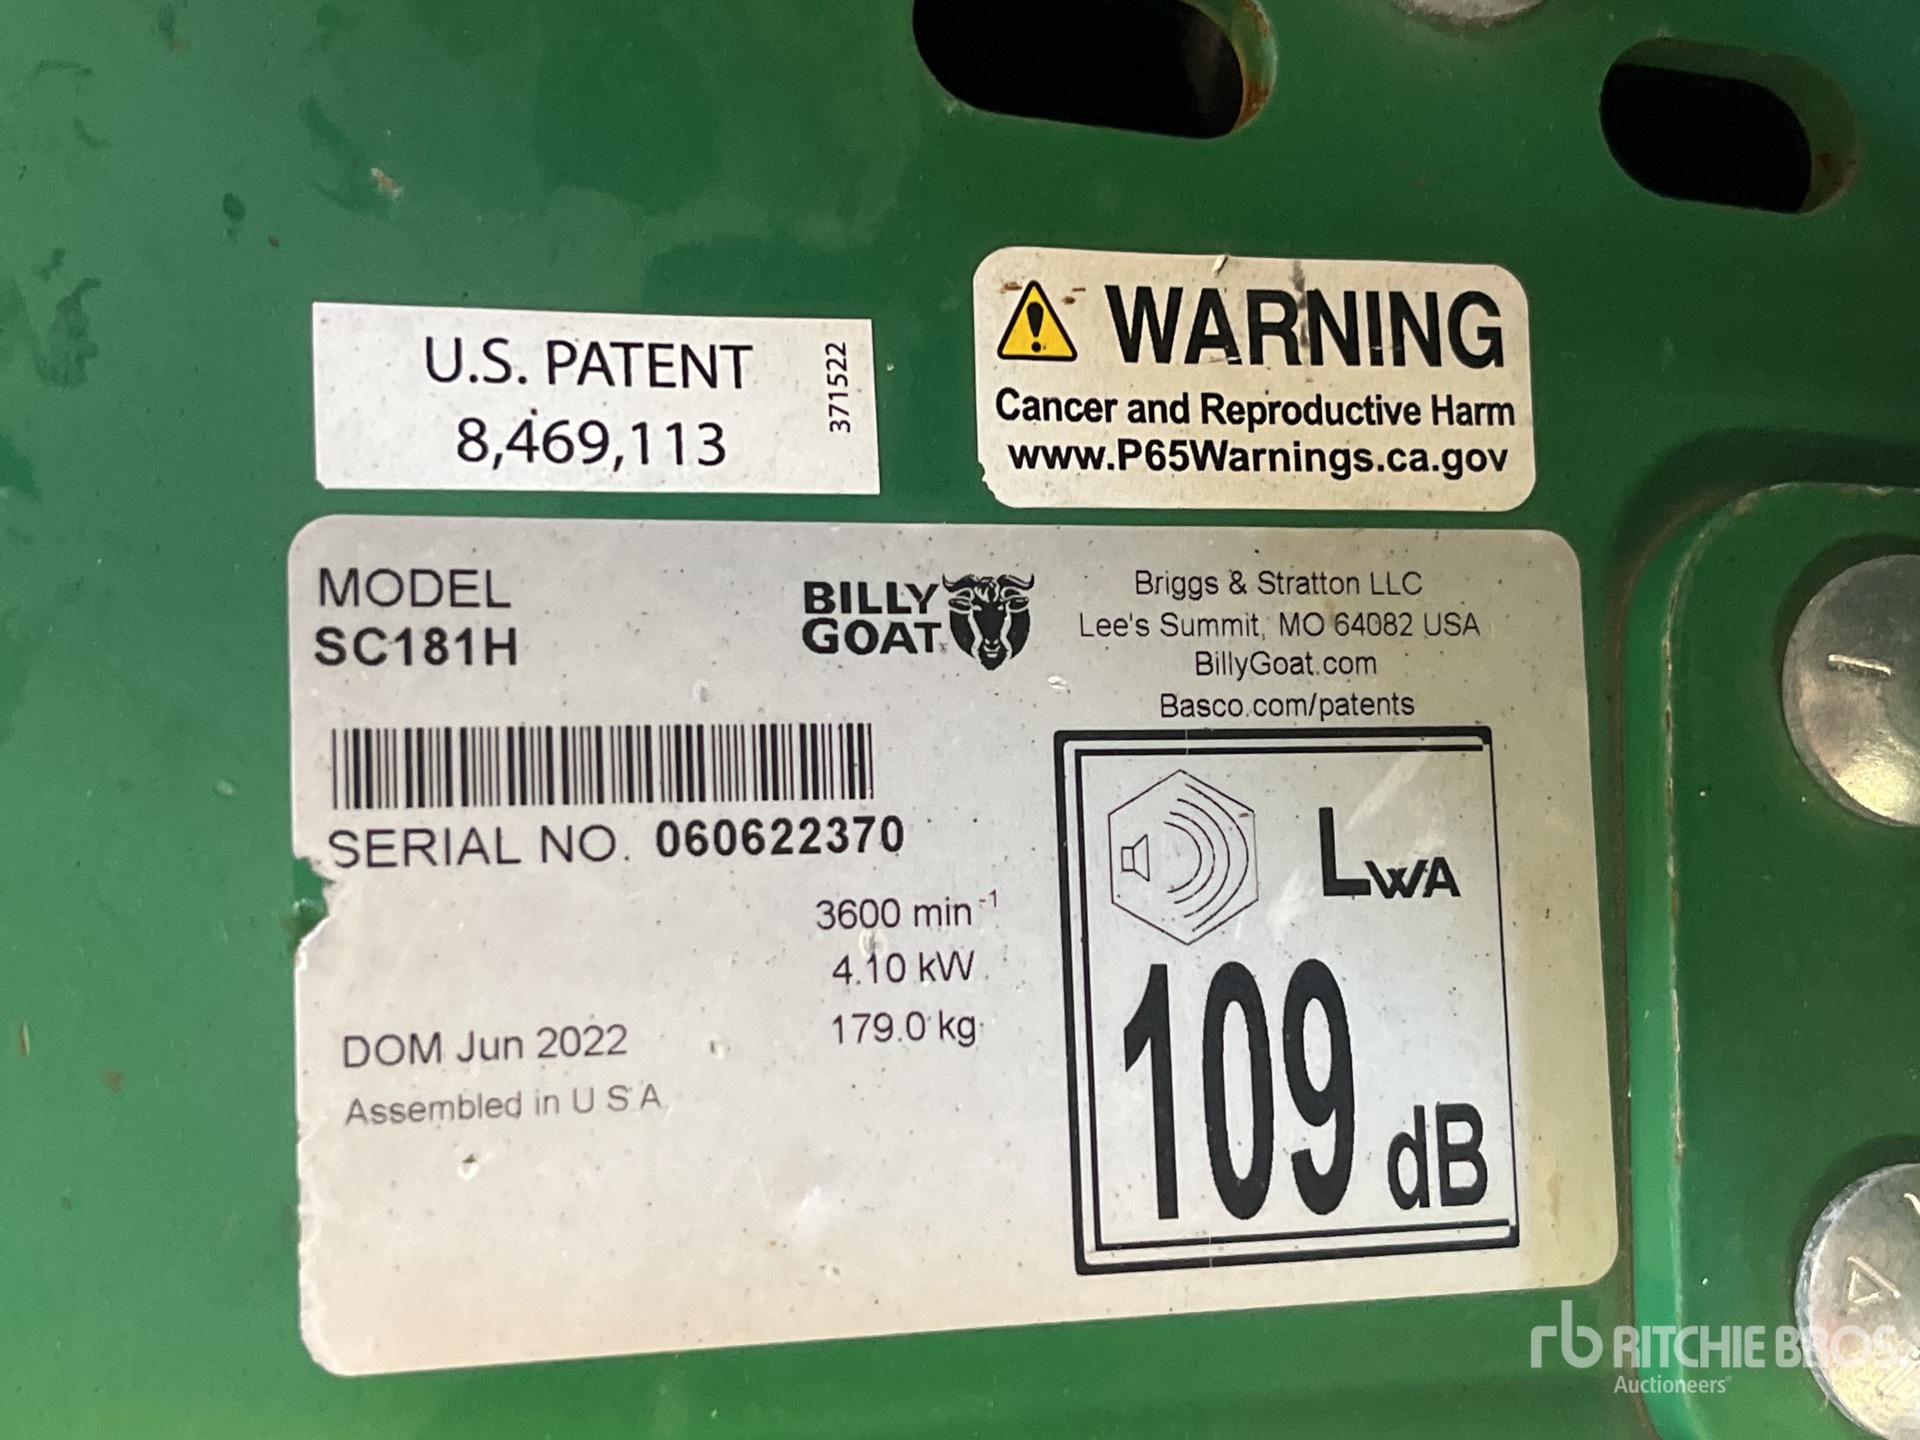 U.S. PATENT
8,469,113
371522
WARNING
Cancer and Reproductive Harm
www.P65Warnings.ca.gov
MODEL
SC181H
BILLY
GOAT
Briggs & Stratton LLC
Lee's Summit, MO 64082 USA
BillyGoat.com
Basco.com/patents
SERIAL NO. 060622370
3600 min⁻¹
4.10 kW
179.0 kg
DOM Jun 2022
Assembled in U S A
LWA
109 dB
rb RITCHIE BROS.
Auctioneers